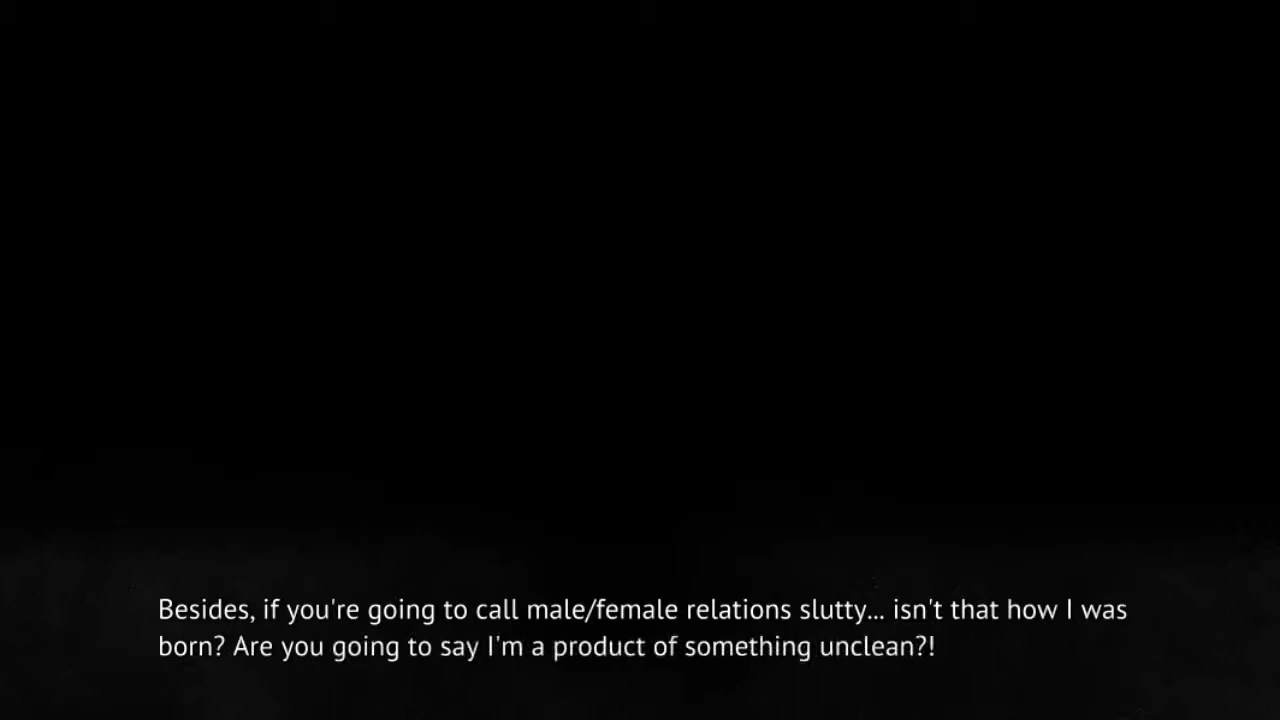 Besides, if you're going to call male/female relations slutty... isn't that how I was
born? Are you going to say I'm a product of something unclean?!